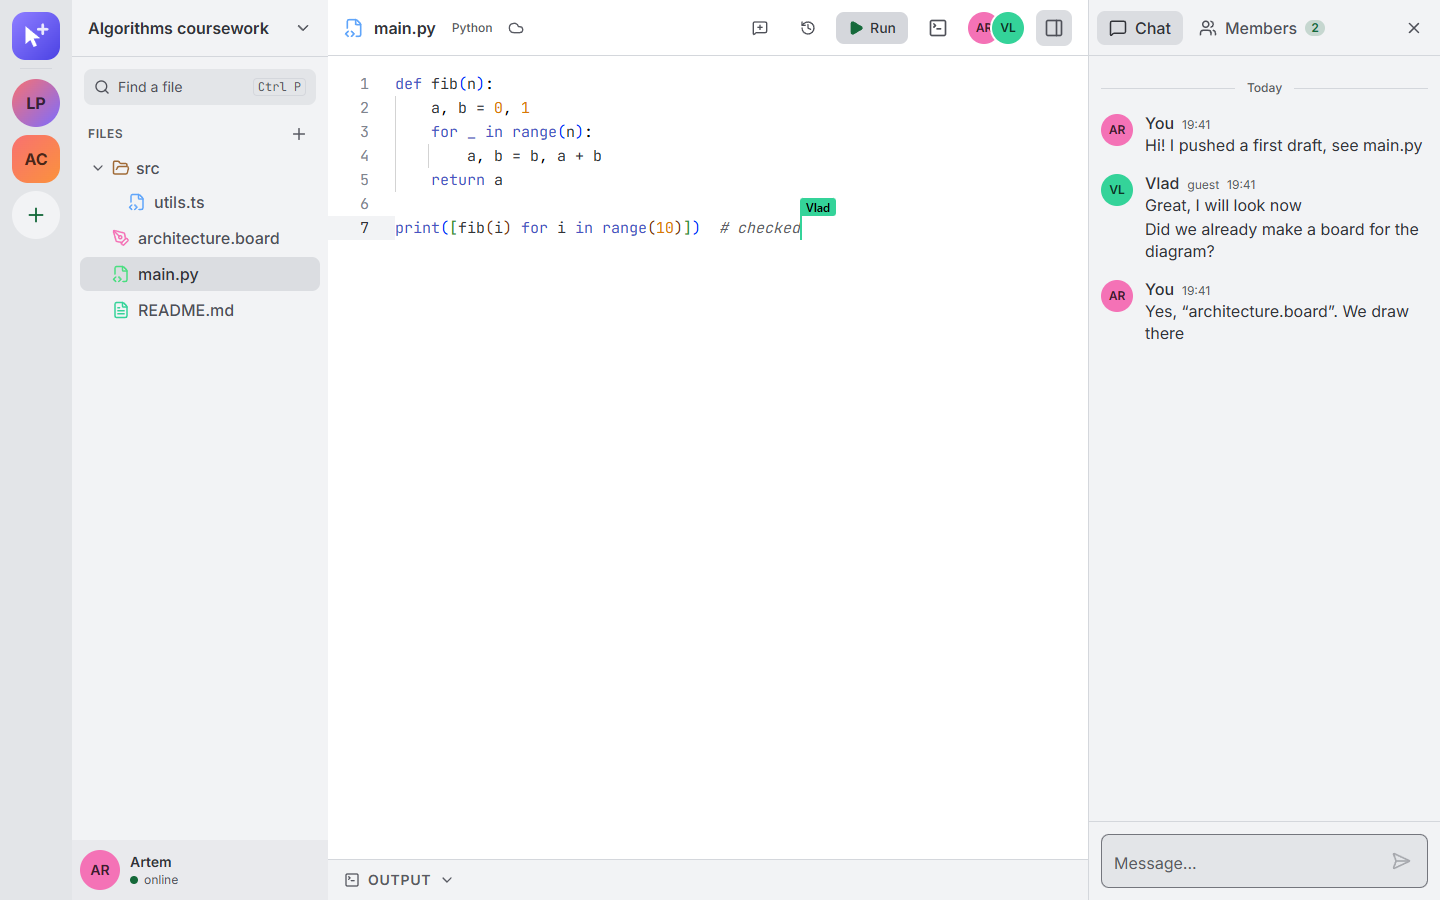 LP
AC
Algorithms coursework
Find a file
Ctrl P
FILES
src
utils.ts
architecture.board
main.py
README.md
AR
Artem
online
main.py
Python
Run
AR
VL
1 def fib(n):
2 a, b = 0, 1
3 for _ in range(n):
4 a, b = b, a + b
5 return a
6
Vlad
7 print([fib(i) for i in range(10)]) # checked
OUTPUT
Chat
Members 2
Today
AR
You 19:41
Hi! I pushed a first draft, see main.py
VL
Vlad guest 19:41
Great, I will look now
Did we already make a board for the
diagram?
AR
You 19:41
Yes, “architecture.board”. We draw
there
Message...